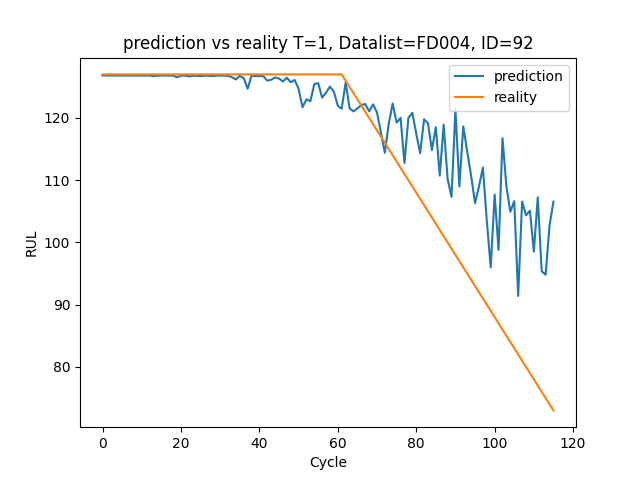 prediction vs reality T=1, Datalist=FD004, ID=92
prediction
reality
RUL
120
110
100
90
80
0 20 40 60 80 100 120
Cycle